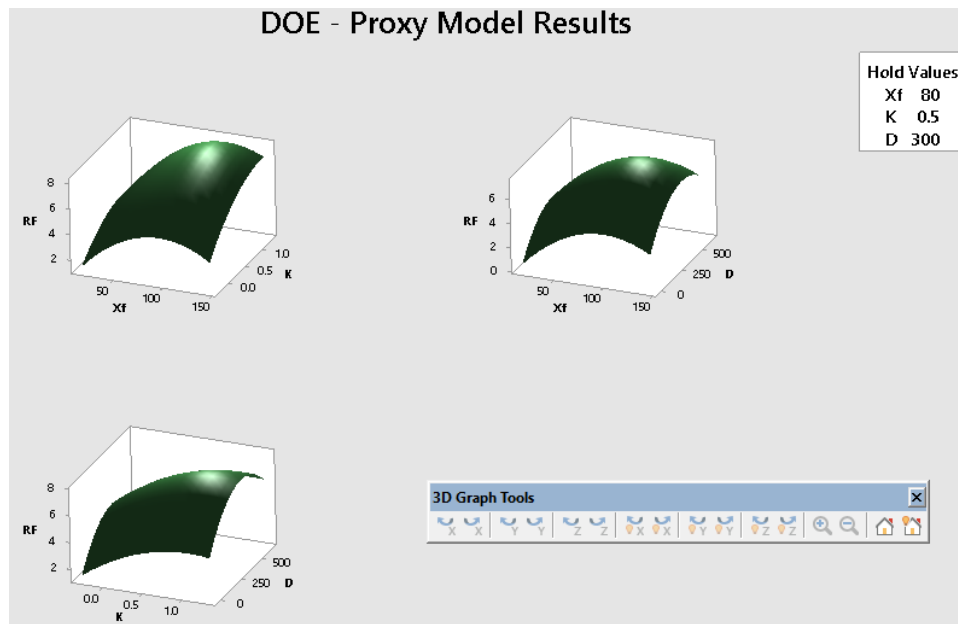 DOE - Proxy Model Results
Hold Values
Xf 80
K 0.5
D 300
8
6
RF
4
2
50
100
150
Xf
0.0
0.5
1.0
K
6
RF
4
2
0
50
100
150
Xf
0
250
500
D
8
6
RF
4
2
0.0
0.5
1.0
K
0
250
500
D
3D Graph Tools
X X Y Y Z Z X X Y Y Z Z